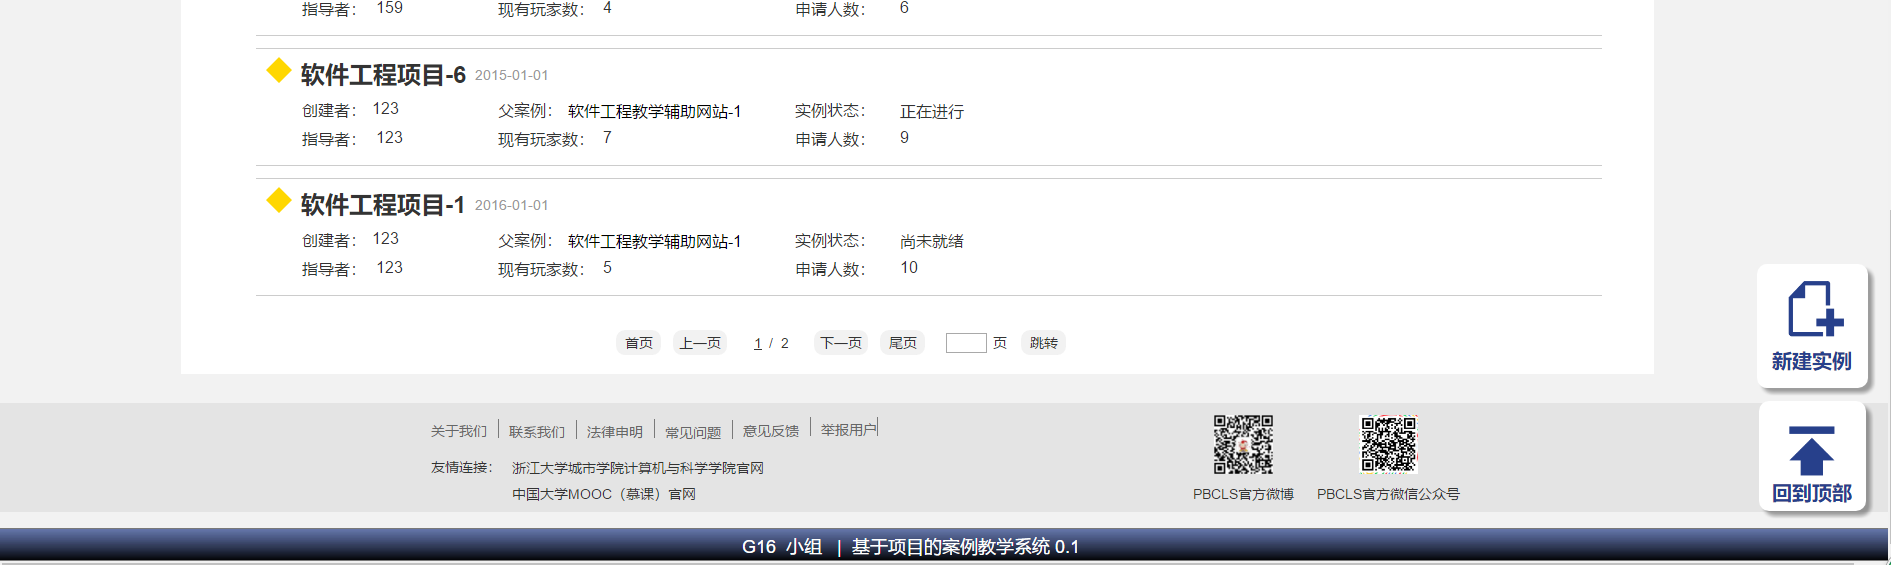 指导者： 159 现有玩家数： 4 申请人数： 6
软件工程项目-6 2015-01-01
创建者： 123 父案例： 软件工程教学辅助网站-1 实例状态： 正在进行
指导者： 123 现有玩家数： 7 申请人数： 9
软件工程项目-1 2016-01-01
创建者： 123 父案例： 软件工程教学辅助网站-1 实例状态： 尚未就绪
指导者： 123 现有玩家数： 5 申请人数： 10
首页 上一页 1 / 2 下一页 尾页 页 跳转
新建实例
关于我们 联系我们 法律申明 常见问题 意见反馈 举报用户
友情连接： 浙江大学城市学院计算机与科学学院官网
中国大学MOOC（慕课）官网
PBCLS官方微博 PBCLS官方微信公众号
回到顶部
G16 小组 | 基于项目的案例教学系统 0.1